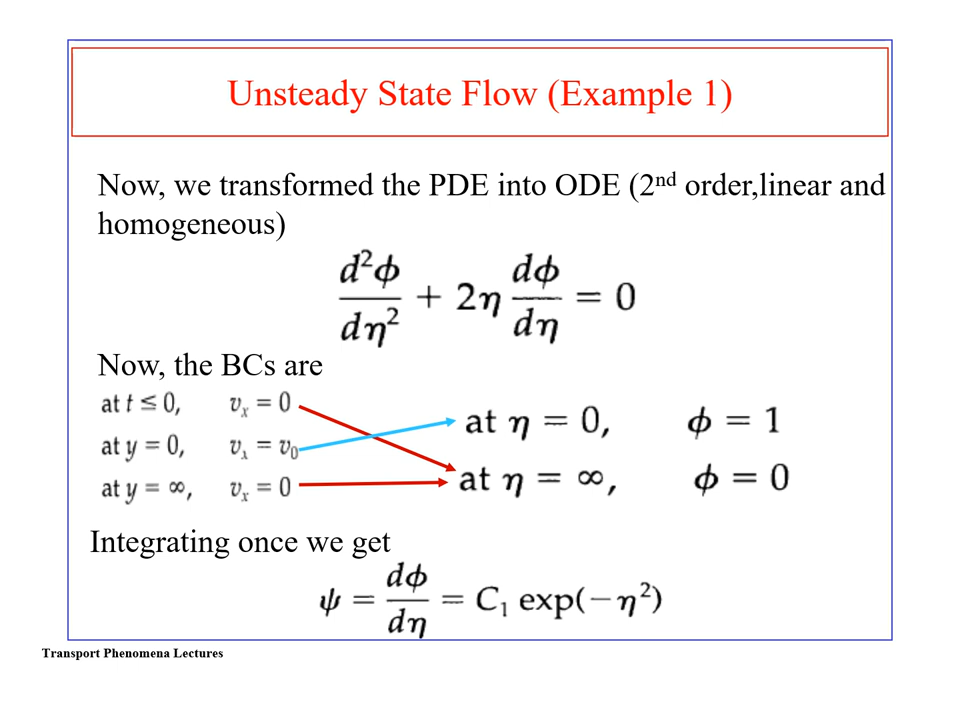 Unsteady State Flow (Example 1)
Now, we transformed the PDE into ODE (2nd order,linear and
homogeneous)
d²ϕ/dη² + 2η dϕ/dη = 0
Now, the BCs are
at t ≤ 0, vₓ = 0
at y = 0, vₓ = v₀
at y = ∞, vₓ = 0
at η = 0, ϕ = 1
at η = ∞, ϕ = 0
Integrating once we get
ψ = dϕ/dη = C₁ exp(−η²)
Transport Phenomena Lectures